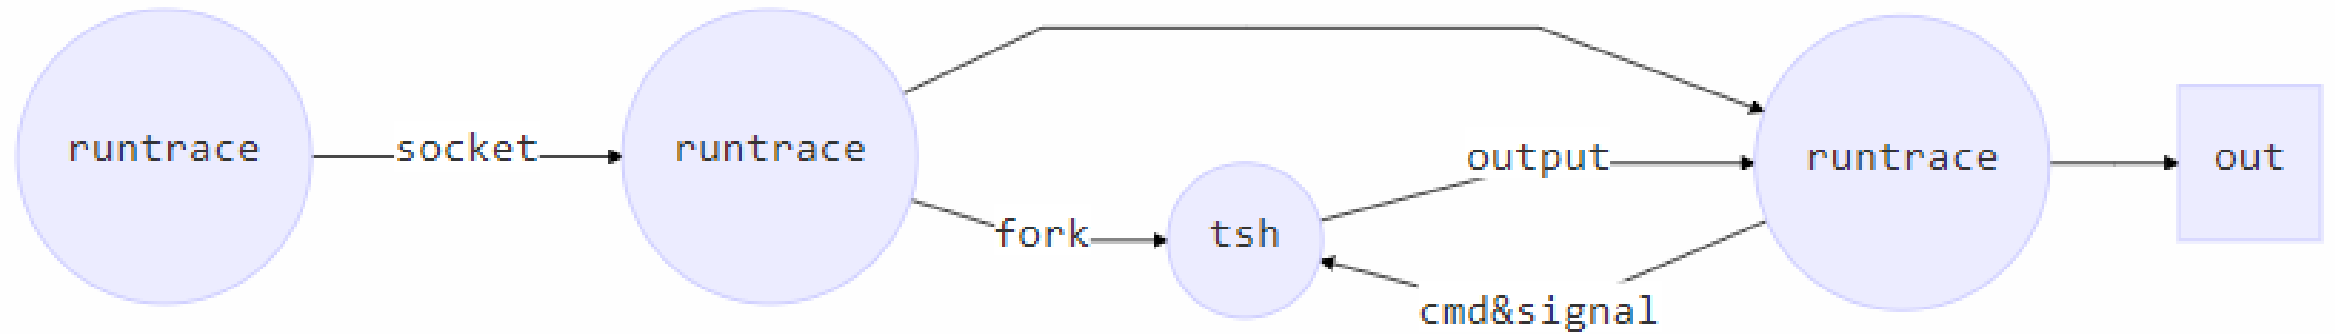 runtrace
socket
runtrace
fork
tsh
output
cmd&signal
runtrace
out